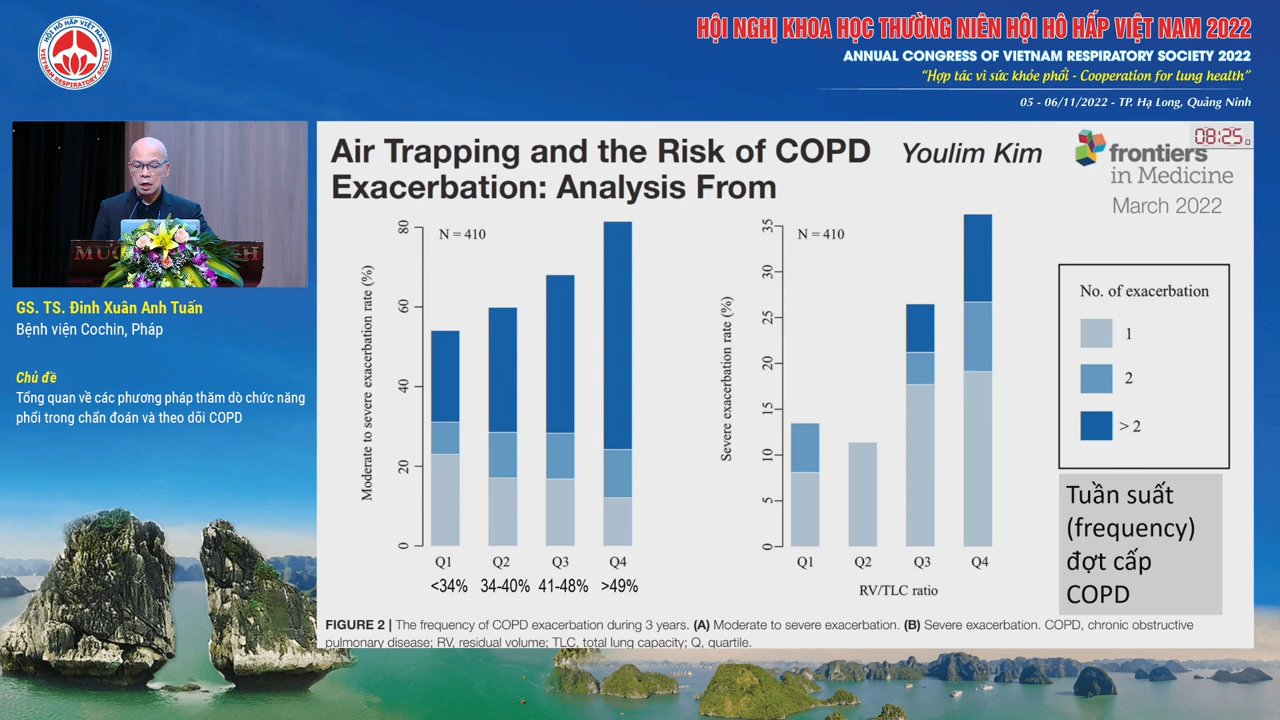 HỘI HÔ HẤP VIỆT NAM
VIETNAM RESPIRATORY SOCIETY
HỘI NGHỊ KHOA HỌC THƯỜNG NIÊN HỘI HÔ HẤP VIỆT NAM 2022
ANNUAL CONGRESS OF VIETNAM RESPIRATORY SOCIETY 2022
“Hợp tác vì sức khỏe phổi - Cooperation for lung health”
05 - 06/11/2022 - TP. Hạ Long, Quảng Ninh
GS. TS. Đinh Xuân Anh Tuấn
Bệnh viện Cochin, Pháp
Chủ đề
Tổng quan về các phương pháp thăm dò chức năng
phổi trong chẩn đoán và theo dõi COPD
Air Trapping and the Risk of COPD
Exacerbation: Analysis From
Youlim Kim
08:25
frontiers
in Medicine
March 2022
N = 410
Moderate to severe exacerbation rate (%)
80
60
40
20
0
Q1 Q2 Q3 Q4
<34% 34-40% 41-48% >49%
N = 410
Severe exacerbation rate (%)
35
30
25
20
15
10
5
0
Q1 Q2 Q3 Q4
RV/TLC ratio
No. of exacerbation
1
2
> 2
Tuần suất
(frequency)
đợt cấp
COPD
FIGURE 2 | The frequency of COPD exacerbation during 3 years. (A) Moderate to severe exacerbation. (B) Severe exacerbation. COPD, chronic obstructive
pulmonary disease; RV, residual volume; TLC, total lung capacity; Q, quartile.